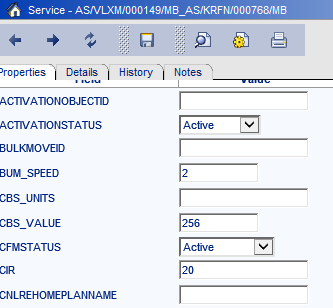 Service - AS/VLXM/000149/MB_AS/KRFN/000768/MB
Properties Details History Notes
Field Value
ACTIVATIONOBJECTID
ACTIVATIONSTATUS Active
BULKMOVEID
BUM_SPEED 2
CBS_UNITS
CBS_VALUE 256
CFMSTATUS Active
CIR 20
CNLREHOMEPLANNAME